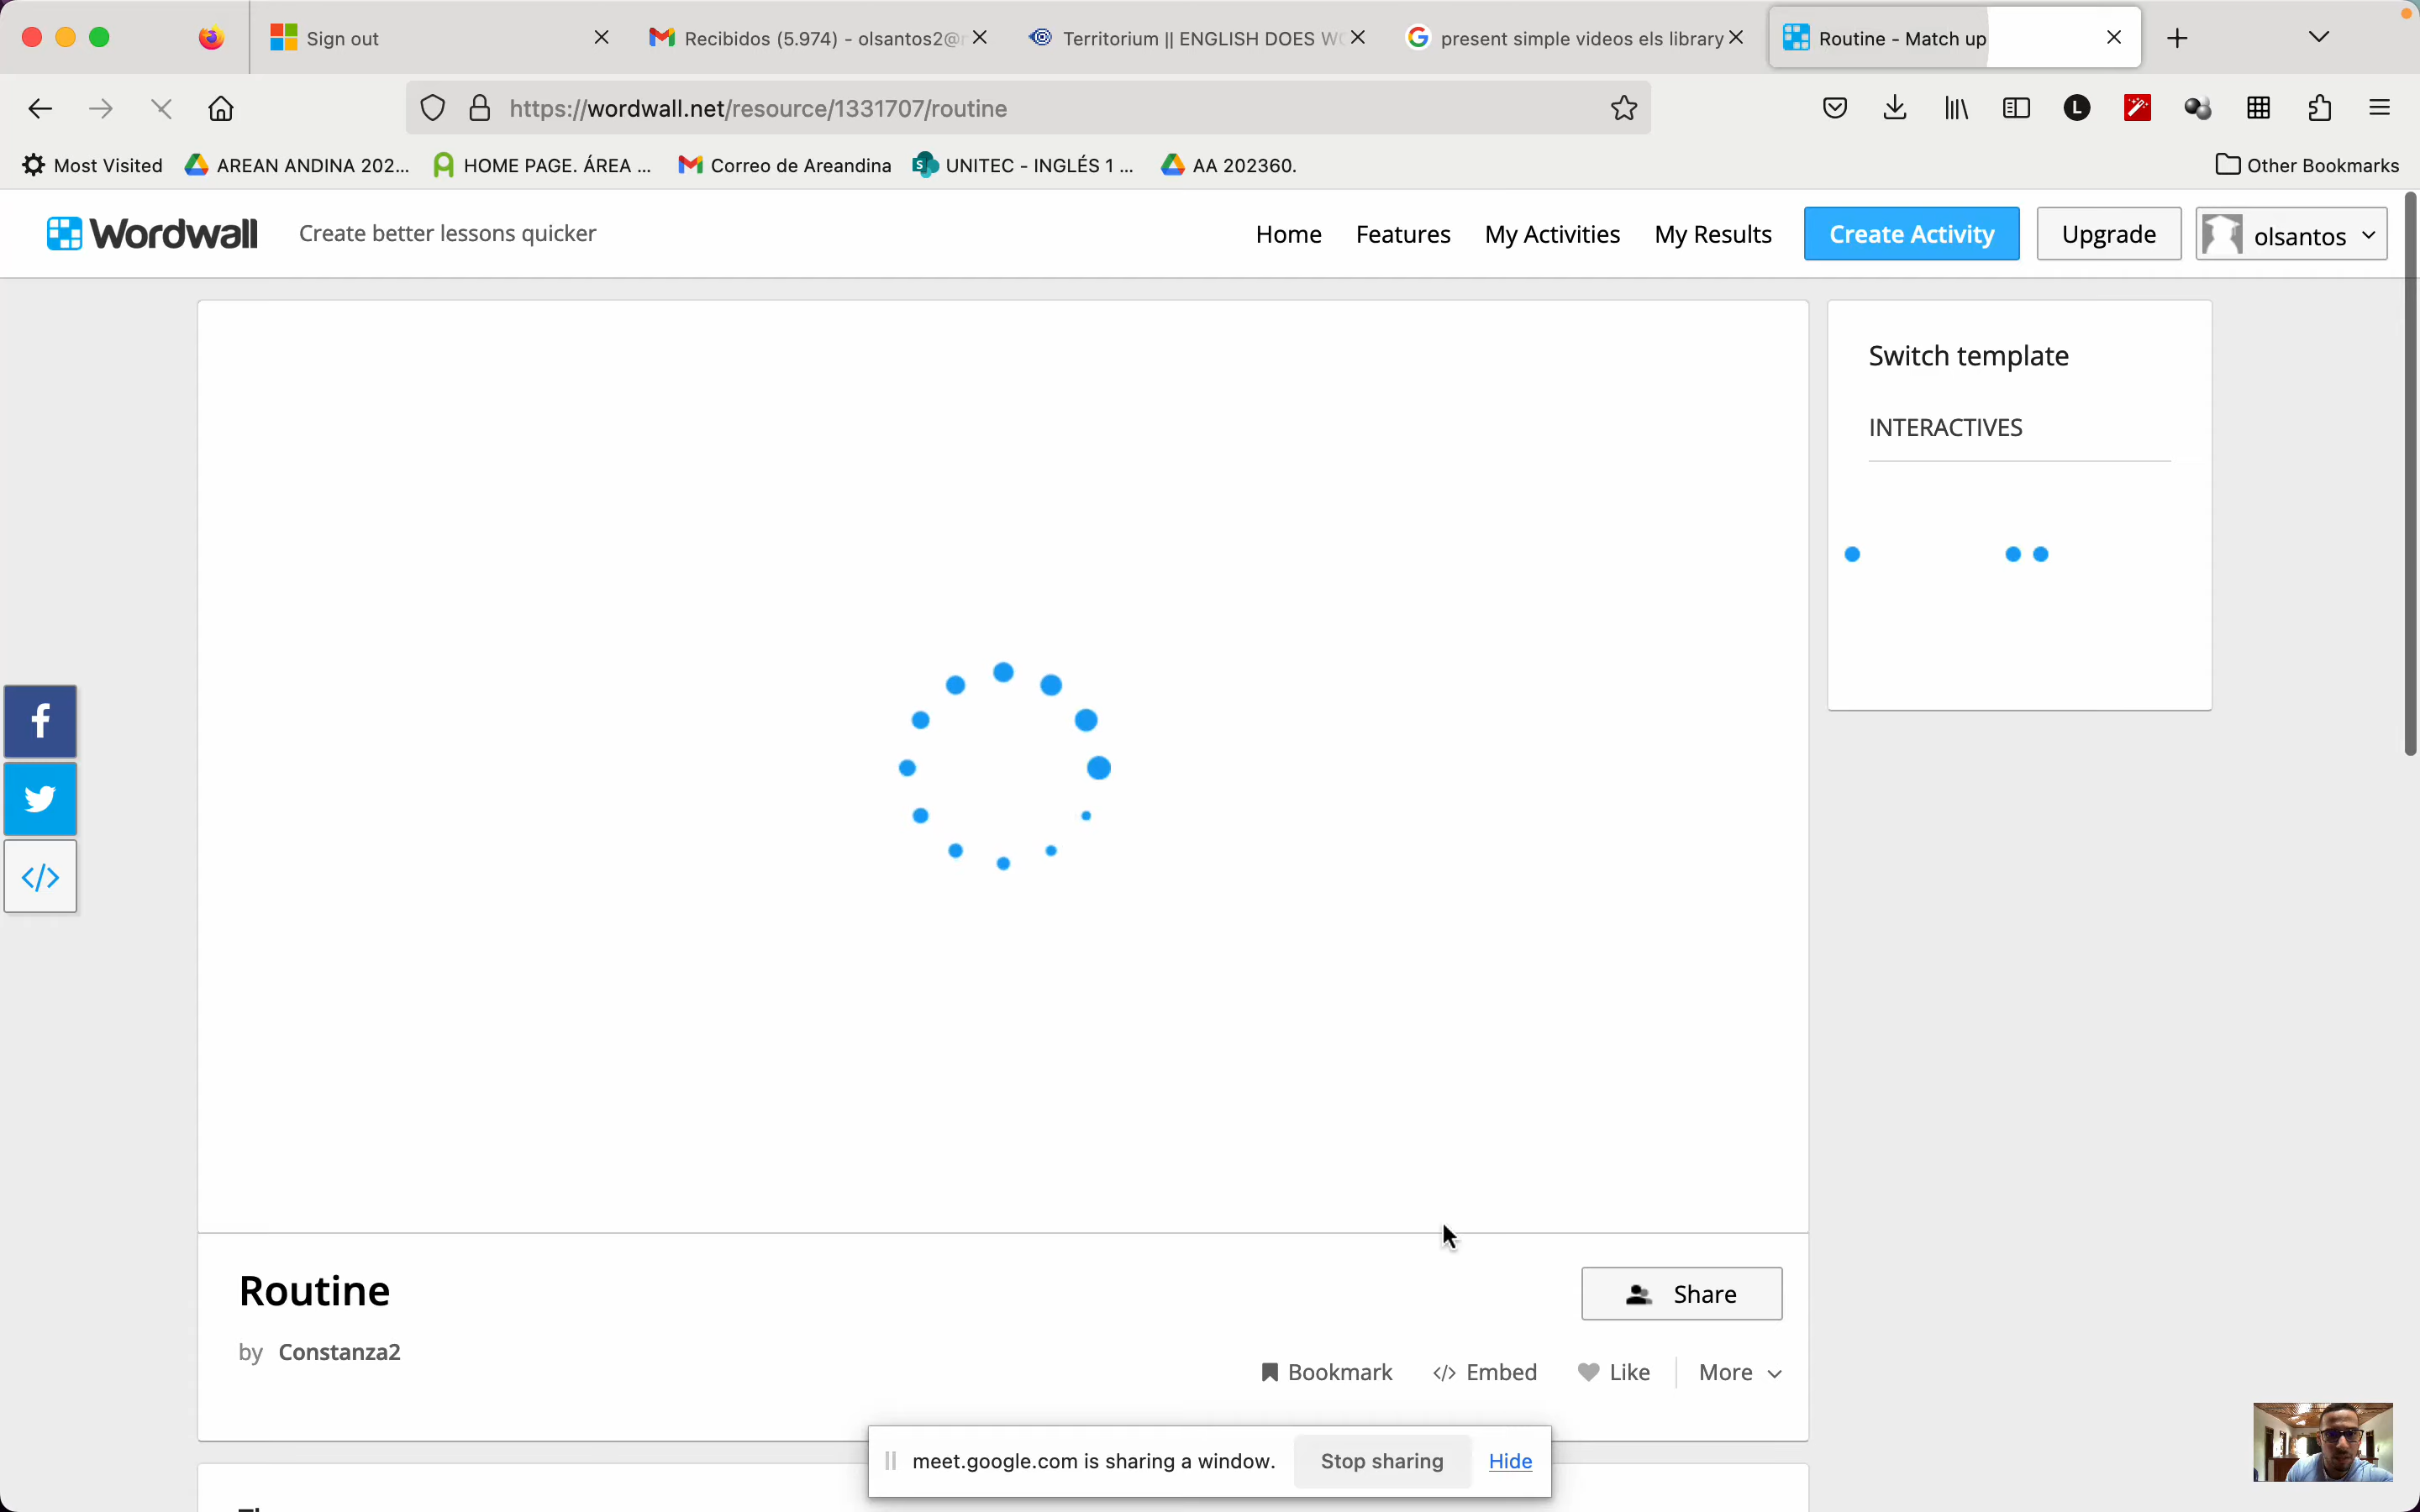 Sign out
Recibidos (5.974) - olsantos2@
Territorium || ENGLISH DOES W
present simple videos els library
Routine - Match up
https://wordwall.net/resource/1331707/routine
L
Most Visited
AREAN ANDINA 202...
HOME PAGE. ÁREA ...
Correo de Areandina
S
UNITEC - INGLÉS 1 ...
AA 202360.
Other Bookmarks
Wordwall
Create better lessons quicker
Home
Features
My Activities
My Results
Create Activity
Upgrade
olsantos
Switch template
INTERACTIVES
f
</>
Routine
by Constanza2
Share
Bookmark
</> Embed
Like
More
meet.google.com is sharing a window.
Stop sharing
Hide